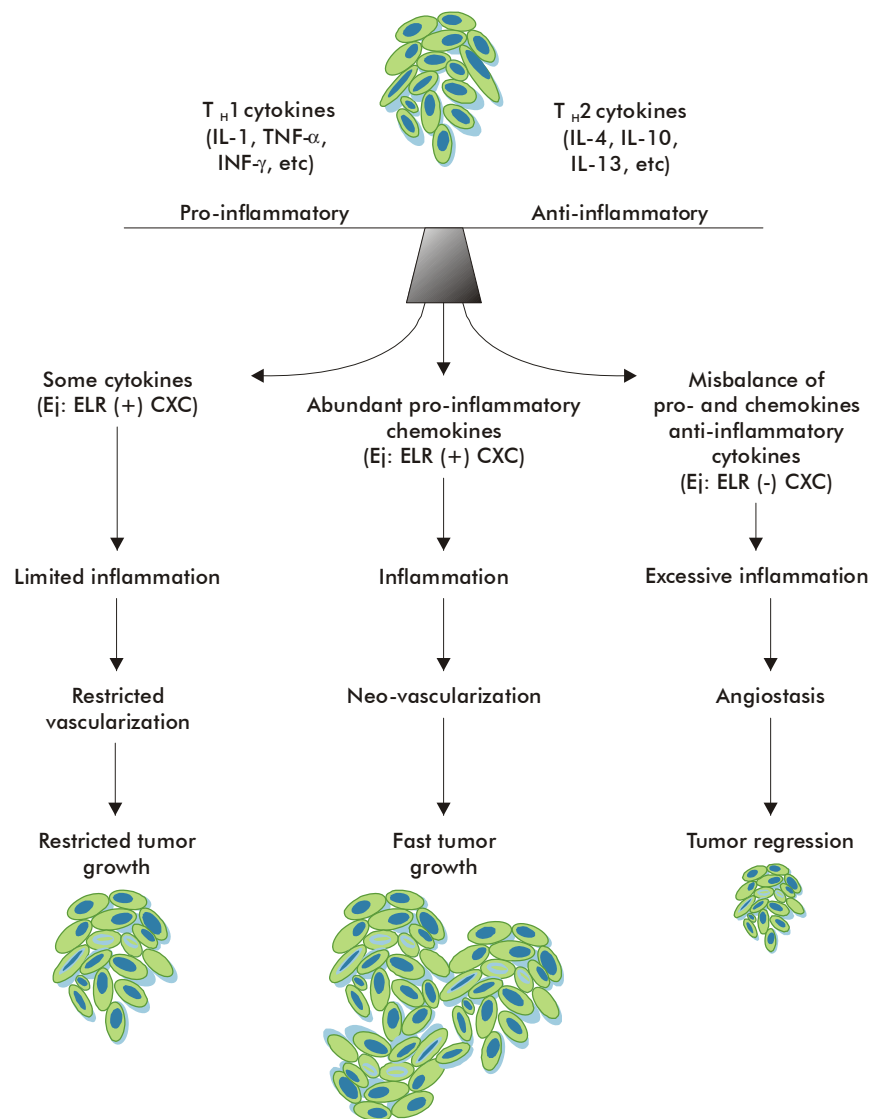 T H1 cytokines
(IL-1, TNF-α,
INF-γ, etc)
T H2 cytokines
(IL-4, IL-10,
IL-13, etc)
Pro-inflammatory
Anti-inflammatory
Some cytokines
(Ej: ELR (+) CXC)
Abundant pro-inflammatory
chemokines
(Ej: ELR (+) CXC)
Misbalance of
pro- and chemokines
anti-inflammatory
cytokines
(Ej: ELR (-) CXC)
Limited inflammation
Inflammation
Excessive inflammation
Restricted
vascularization
Neo-vascularization
Angiostasis
Restricted tumor
growth
Fast tumor
growth
Tumor regression